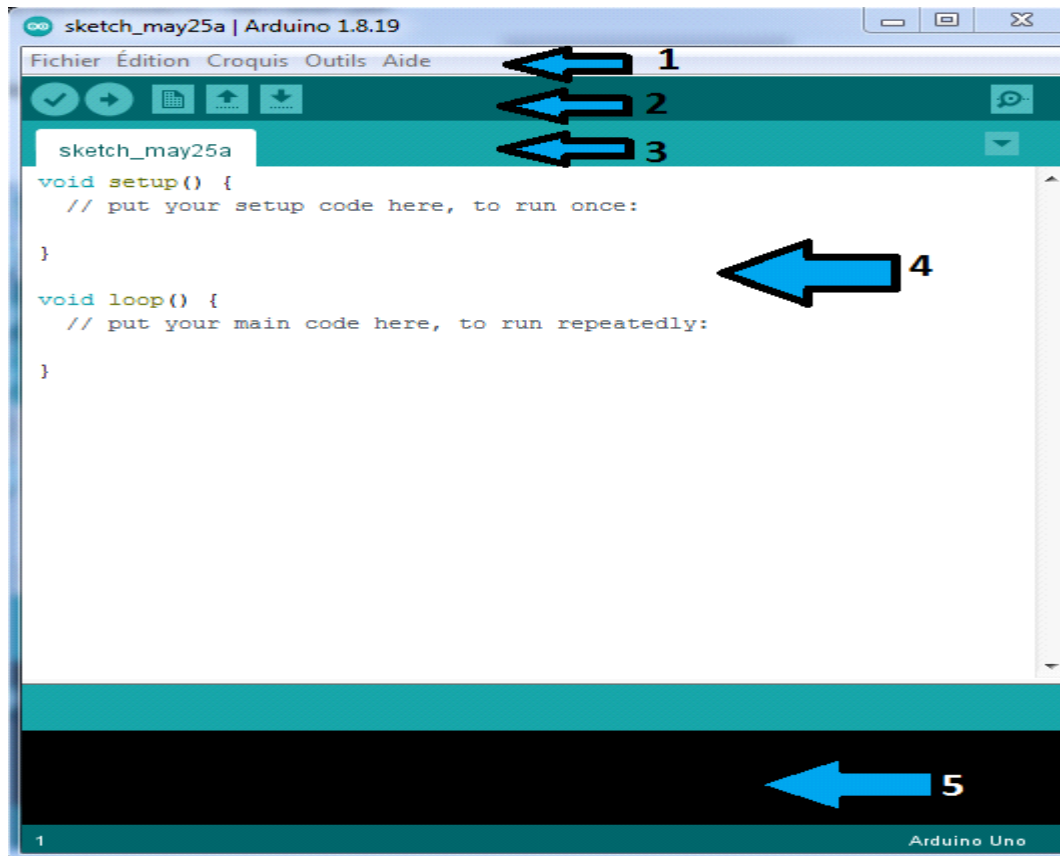 sketch_may25a | Arduino 1.8.19
Fichier Édition Croquis Outils Aide 1
2
sketch_may25a 3
void setup() {
// put your setup code here, to run once:
}
4
void loop() {
// put your main code here, to run repeatedly:
}
5
1 Arduino Uno